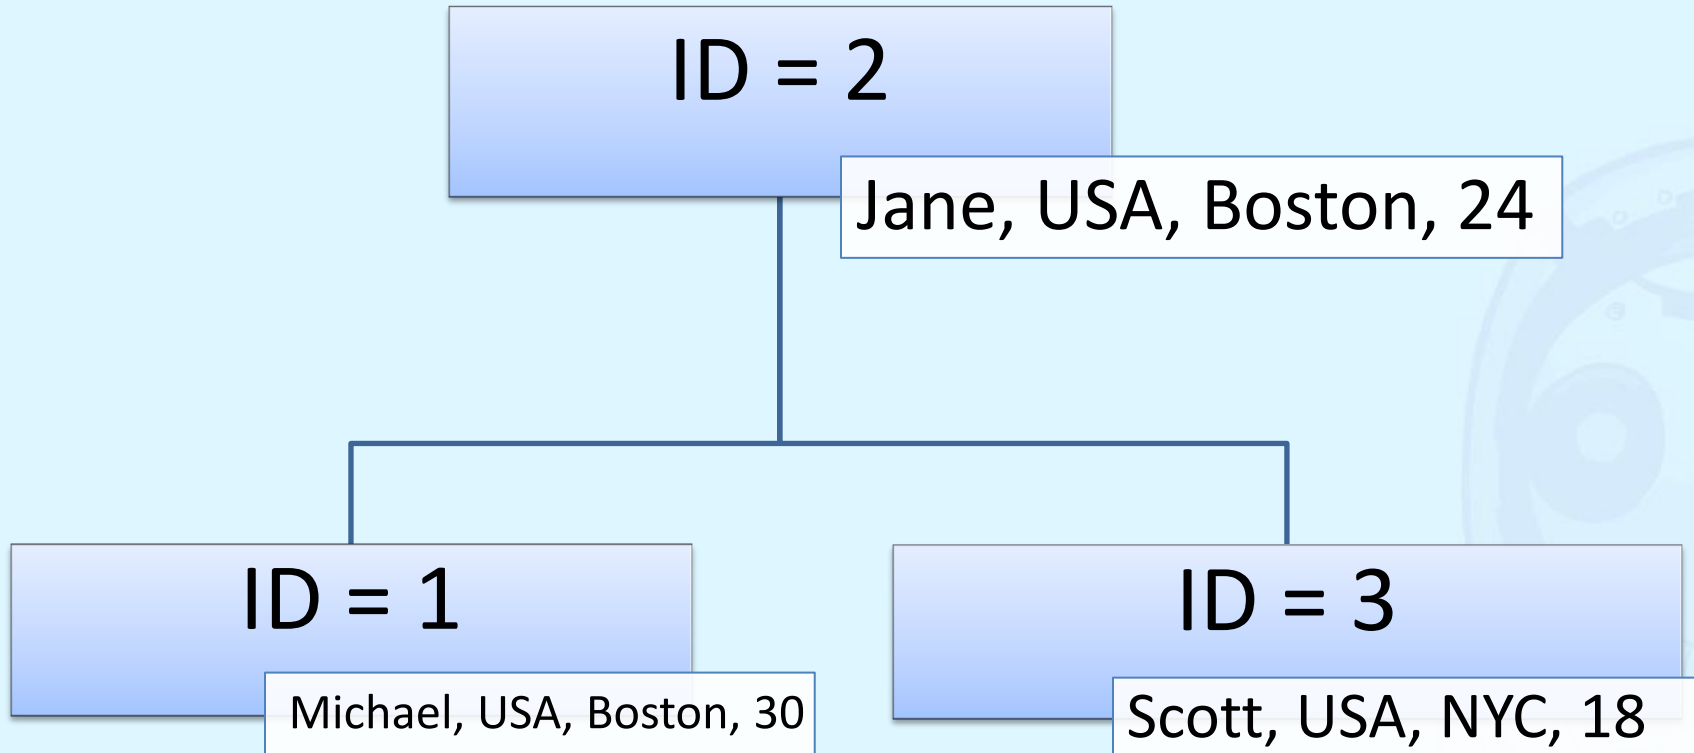 ID = 2
Jane, USA, Boston, 24
ID = 1
Michael, USA, Boston, 30
ID = 3
Scott, USA, NYC, 18